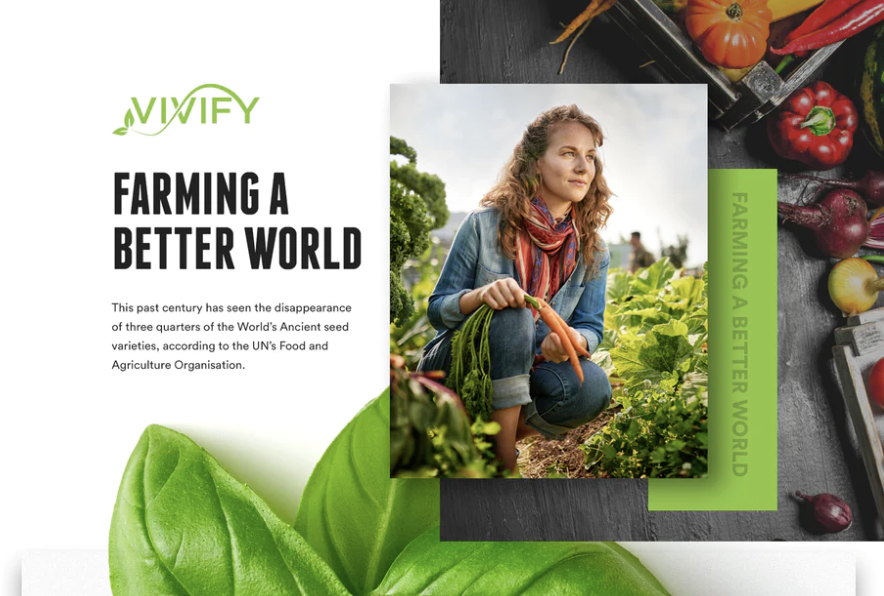 VIVIFY
FARMING A
BETTER WORLD
This past century has seen the disappearance
of three quarters of the World's Ancient seed
varieties, according to the UN's Food and
Agriculture Organisation.
FARMING A BETTER WORLD